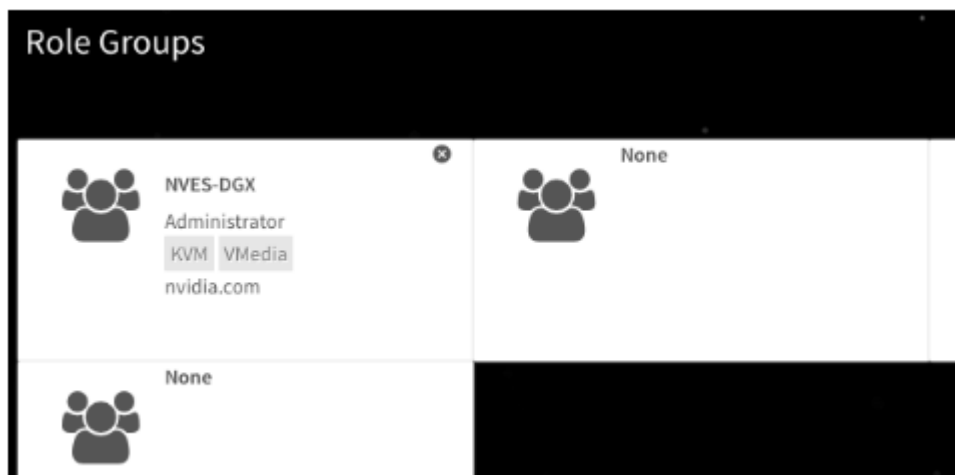 Role Groups
NVES-DGX
Administrator
KVM VMedia
nvidia.com
None
None